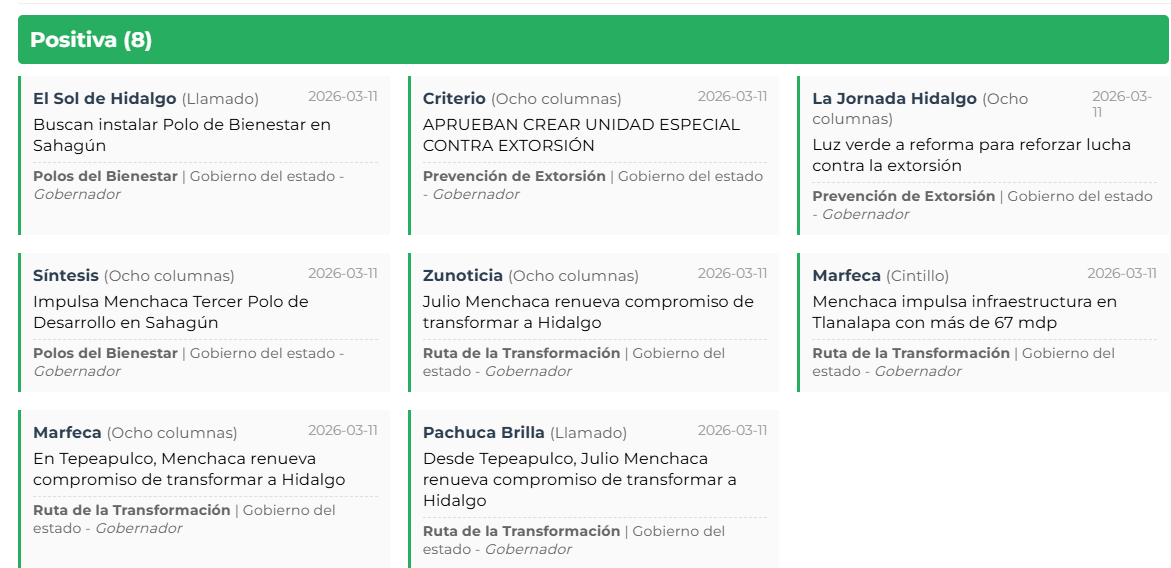 Positiva (8)
El Sol de Hidalgo (Llamado) 2026-03-11
Buscan instalar Polo de Bienestar en
Sahagún
Polos del Bienestar | Gobierno del estado -
Gobernador
Criterio (Ocho columnas) 2026-03-11
APRUEBAN CREAR UNIDAD ESPECIAL
CONTRA EXTORSIÓN
Prevención de Extorsión | Gobierno del estado
- Gobernador
La Jornada Hidalgo (Ocho
columnas)
2026-03-
11
Luz verde a reforma para reforzar lucha
contra la extorsión
Prevención de Extorsión | Gobierno del estado
- Gobernador
Síntesis (Ocho columnas) 2026-03-11
Impulsa Menchaca Tercer Polo de
Desarrollo en Sahagún
Polos del Bienestar | Gobierno del estado -
Gobernador
Zunoticia (Ocho columnas) 2026-03-11
Julio Menchaca renueva compromiso de
transformar a Hidalgo
Ruta de la Transformación | Gobierno del
estado - Gobernador
Marfeca (Cintillo) 2026-03-11
Menchaca impulsa infraestructura en
Tlanalapa con más de 67 mdp
Ruta de la Transformación | Gobierno del
estado - Gobernador
Marfeca (Ocho columnas) 2026-03-11
En Tepeapulco, Menchaca renueva
compromiso de transformar a Hidalgo
Ruta de la Transformación | Gobierno del
estado - Gobernador
Pachuca Brilla (Llamado) 2026-03-11
Desde Tepeapulco, Julio Menchaca
renueva compromiso de transformar a
Hidalgo
Ruta de la Transformación | Gobierno del
estado - Gobernador